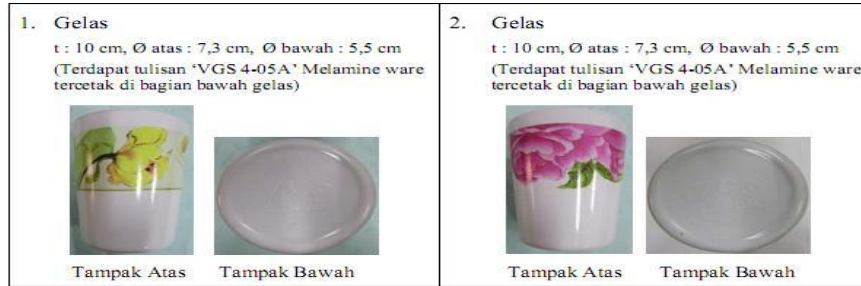 1. Gelas
t : 10 cm, Ø atas : 7,3 cm, Ø bawah : 5,5 cm
(Terdapat tulisan ‘VGS 4-05A’ Melamine ware
tercetak di bagian bawah gelas)
Tampak Atas Tampak Bawah
2. Gelas
t : 10 cm, Ø atas : 7,3 cm, Ø bawah : 5,5 cm
(Terdapat tulisan ‘VGS 4-05A’ Melamine ware
tercetak di bagian bawah gelas)
Tampak Atas Tampak Bawah